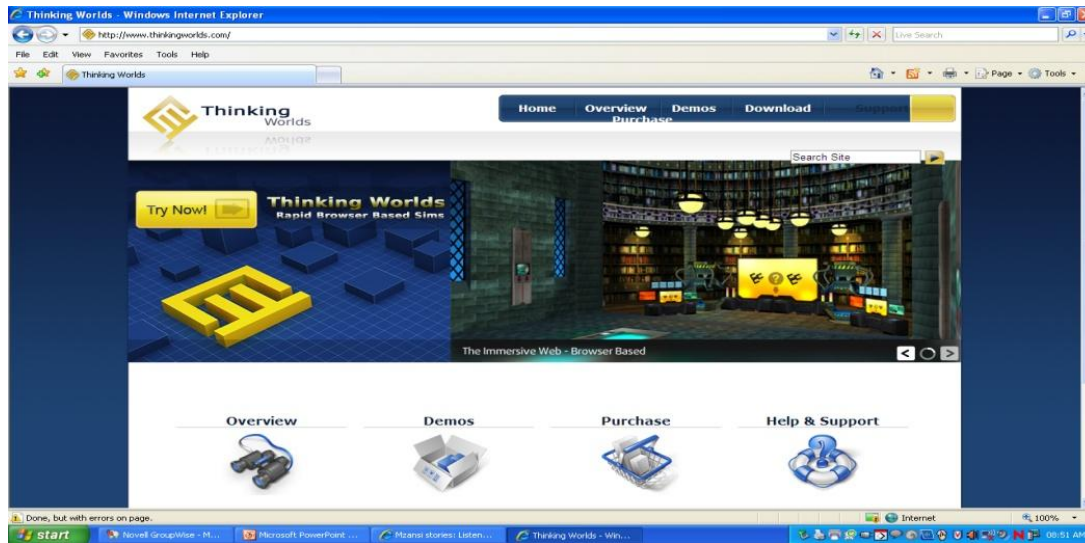 Thinking Worlds - Windows Internet Explorer
http://www.thinkingworlds.com/
Live Search
File Edit View Favorites Tools Help
Thinking Worlds
Page Tools
Thinking
Worlds
Home Overview Demos Download Support
Purchase
Search Site
Try Now!
Thinking Worlds
Rapid Browser Based Sims
The Immersive Web - Browser Based
Overview Demos Purchase Help & Support
Done, but with errors on page.
Internet 100%
start Novell GroupWise - M... Microsoft PowerPoint ... Mzansi stories: Listen... Thinking Worlds - Win... 08:51 AM